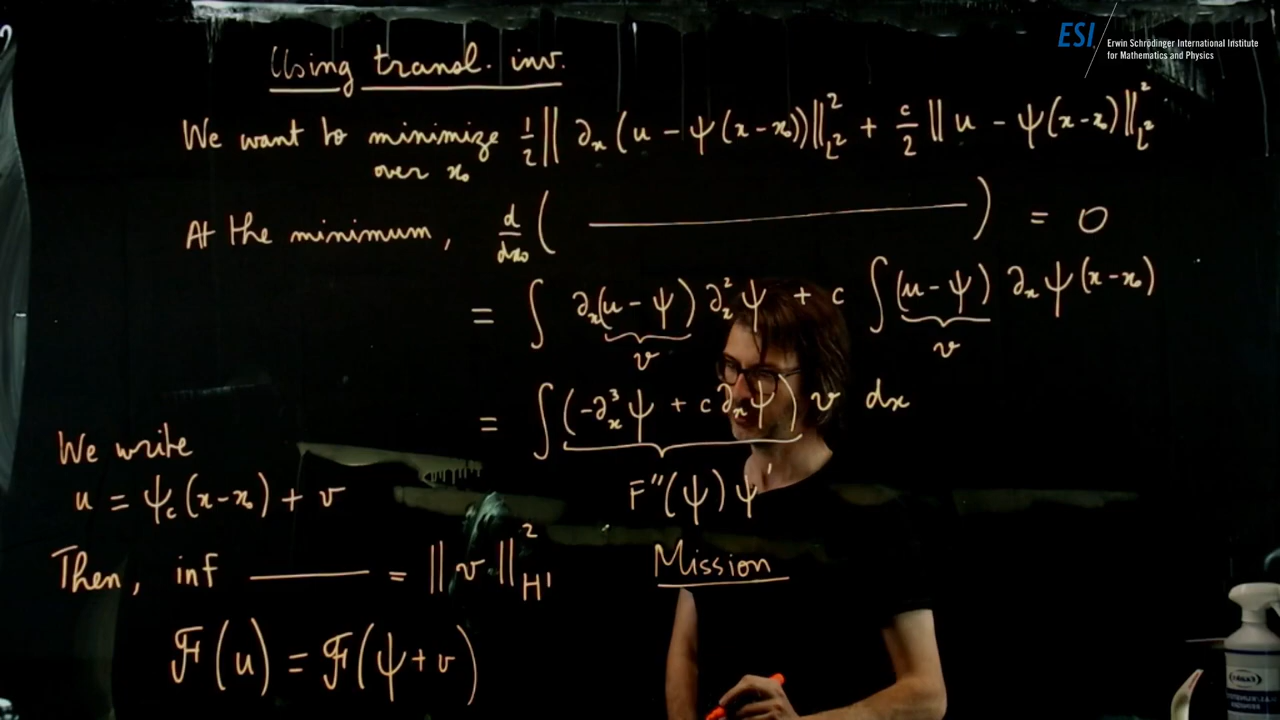 ESI Erwin Schrödinger International Institute
for Mathematics and Physics
Using transl. inv.
We want to minimize 1/2 || ∂ₓ (u − ψ(x−x₀)) ||²_{L²} + c/2 || u − ψ(x−x₀) ||²_{L²}
over x₀
At the minimum, d/dx₀ ( ———— ) = 0
= ∫ ∂ₓ(u − ψ) ∂ₓ²ψ + c ∫ (u − ψ) ∂ₓψ(x−x₀)
v v
= ∫ (−∂ₓ³ψ + c ∂ₓψ) v dx
F''(ψ) ψ'
We write
u = ψ_c(x−x₀) + v
Then, inf ———— = || v ||²_{H¹}
F(u) = F(ψ+v)
Mission